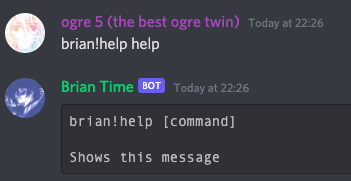 ogre 5 (the best ogre twin) Today at 22:26
brian!help help
Brian Time BOT Today at 22:26
brian!help [command]
Shows this message